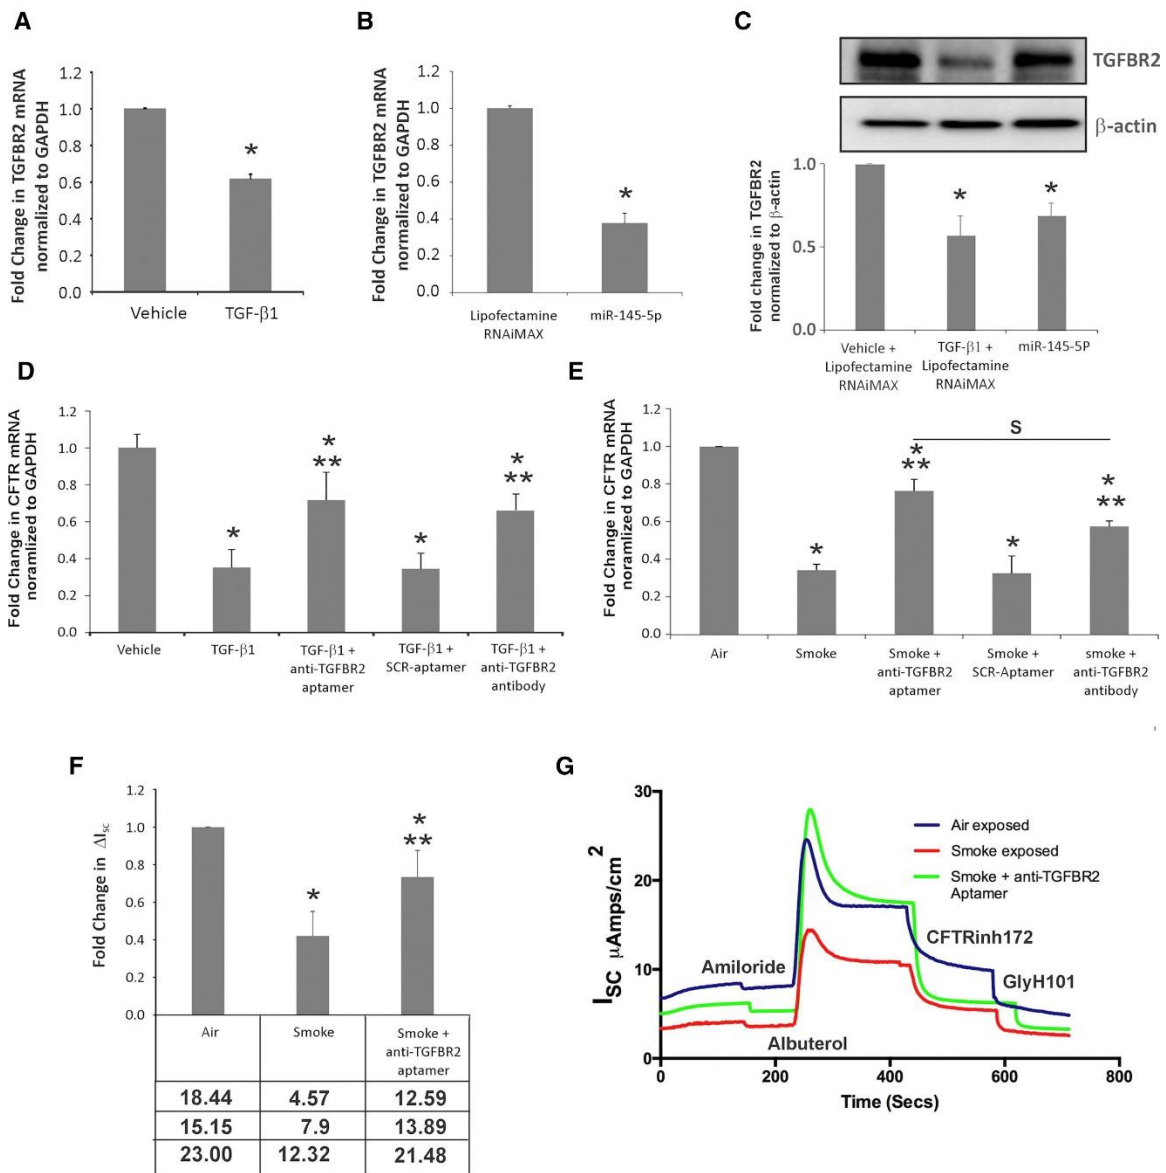 A
Fold Change in TGFBR2 mRNA
normalized to GAPDH
1.2
1.0
0.8
0.6
0.4
0.2
0.0
*
Vehicle
TGF-β1
B
Fold Change in TGFBR2 mRNA
normalized to GAPDH
1.2
1.0
0.8
0.6
0.4
0.2
0.0
*
Lipofectamine
RNAiMAX
miR-145-5p
C
TGFBR2
β-actin
Fold change in TGFBR2
normalized to β-actin
1.0
0.5
0.0
*
*
Vehicle +
Lipofectamine
RNAiMAX
TGF-β1 +
Lipofectamine
RNAiMAX
miR-145-5P
D
Fold Change in CFTR mRNA
noramlized to GAPDH
1.2
1.0
0.8
0.6
0.4
0.2
0.0
*
*
**
*
*
**
Vehicle
TGF-β1
TGF-β1 +
anti-TGFBR2
aptamer
TGF-β1 +
SCR-aptamer
TGF-β1 +
anti-TGFBR2
antibody
E
Fold Change in CFTR mRNA
noramlized to GAPDH
1.2
1.0
0.8
0.6
0.4
0.2
0.0
S
*
*
**
*
*
**
Air
Smoke
Smoke +
anti-TGFBR2
aptamer
Smoke +
SCR-Aptamer
smoke +
anti-TGFBR2
antibody
F
Fold Change in ΔIsc
1.2
1.0
0.8
0.6
0.4
0.2
0.0
*
*
**
Air
Smoke
Smoke +
anti-TGFBR2
aptamer
18.44 4.57 12.59
15.15 7.9 13.89
23.00 12.32 21.48
G
ISC μAmps/cm2
30
20
10
0
Air exposed
Smoke exposed
Smoke + anti-TGFBR2
Aptamer
Amiloride
Albuterol
CFTRinh172
GlyH101
0 200 400 600 800
Time (Secs)